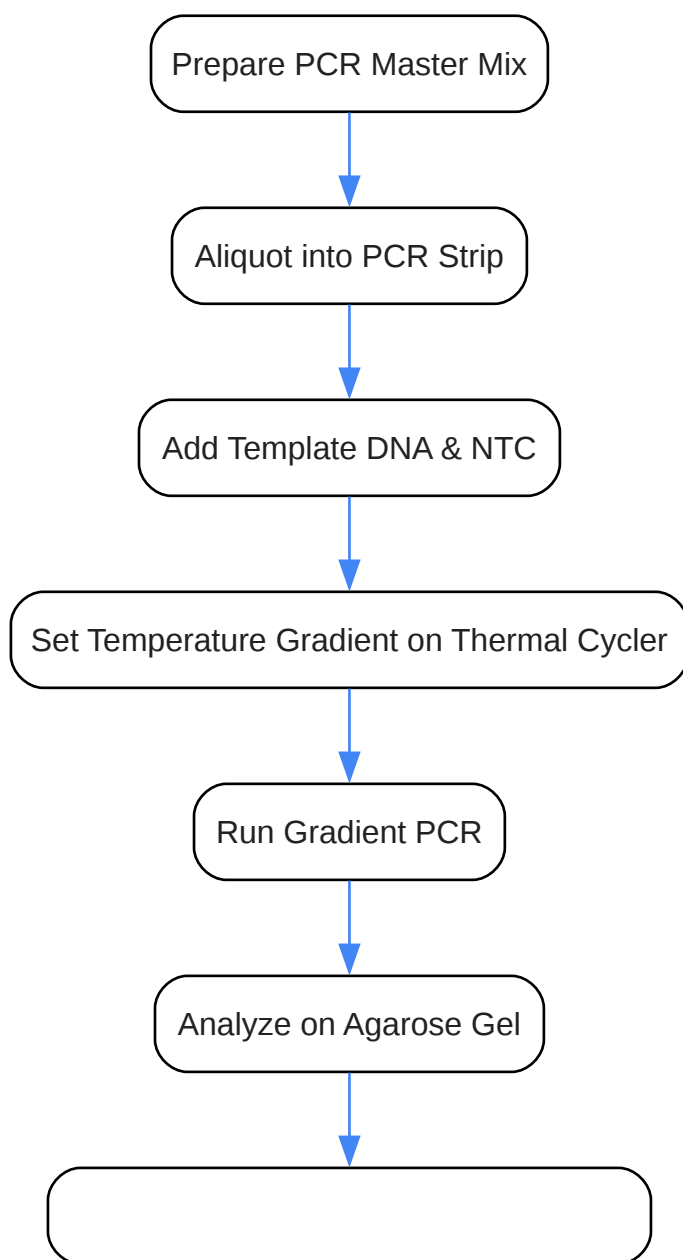 Prepare PCR Master Mix
Aliquot into PCR Strip
Add Template DNA & NTC
Set Temperature Gradient on Thermal Cycler
Run Gradient PCR
Analyze on Agarose Gel